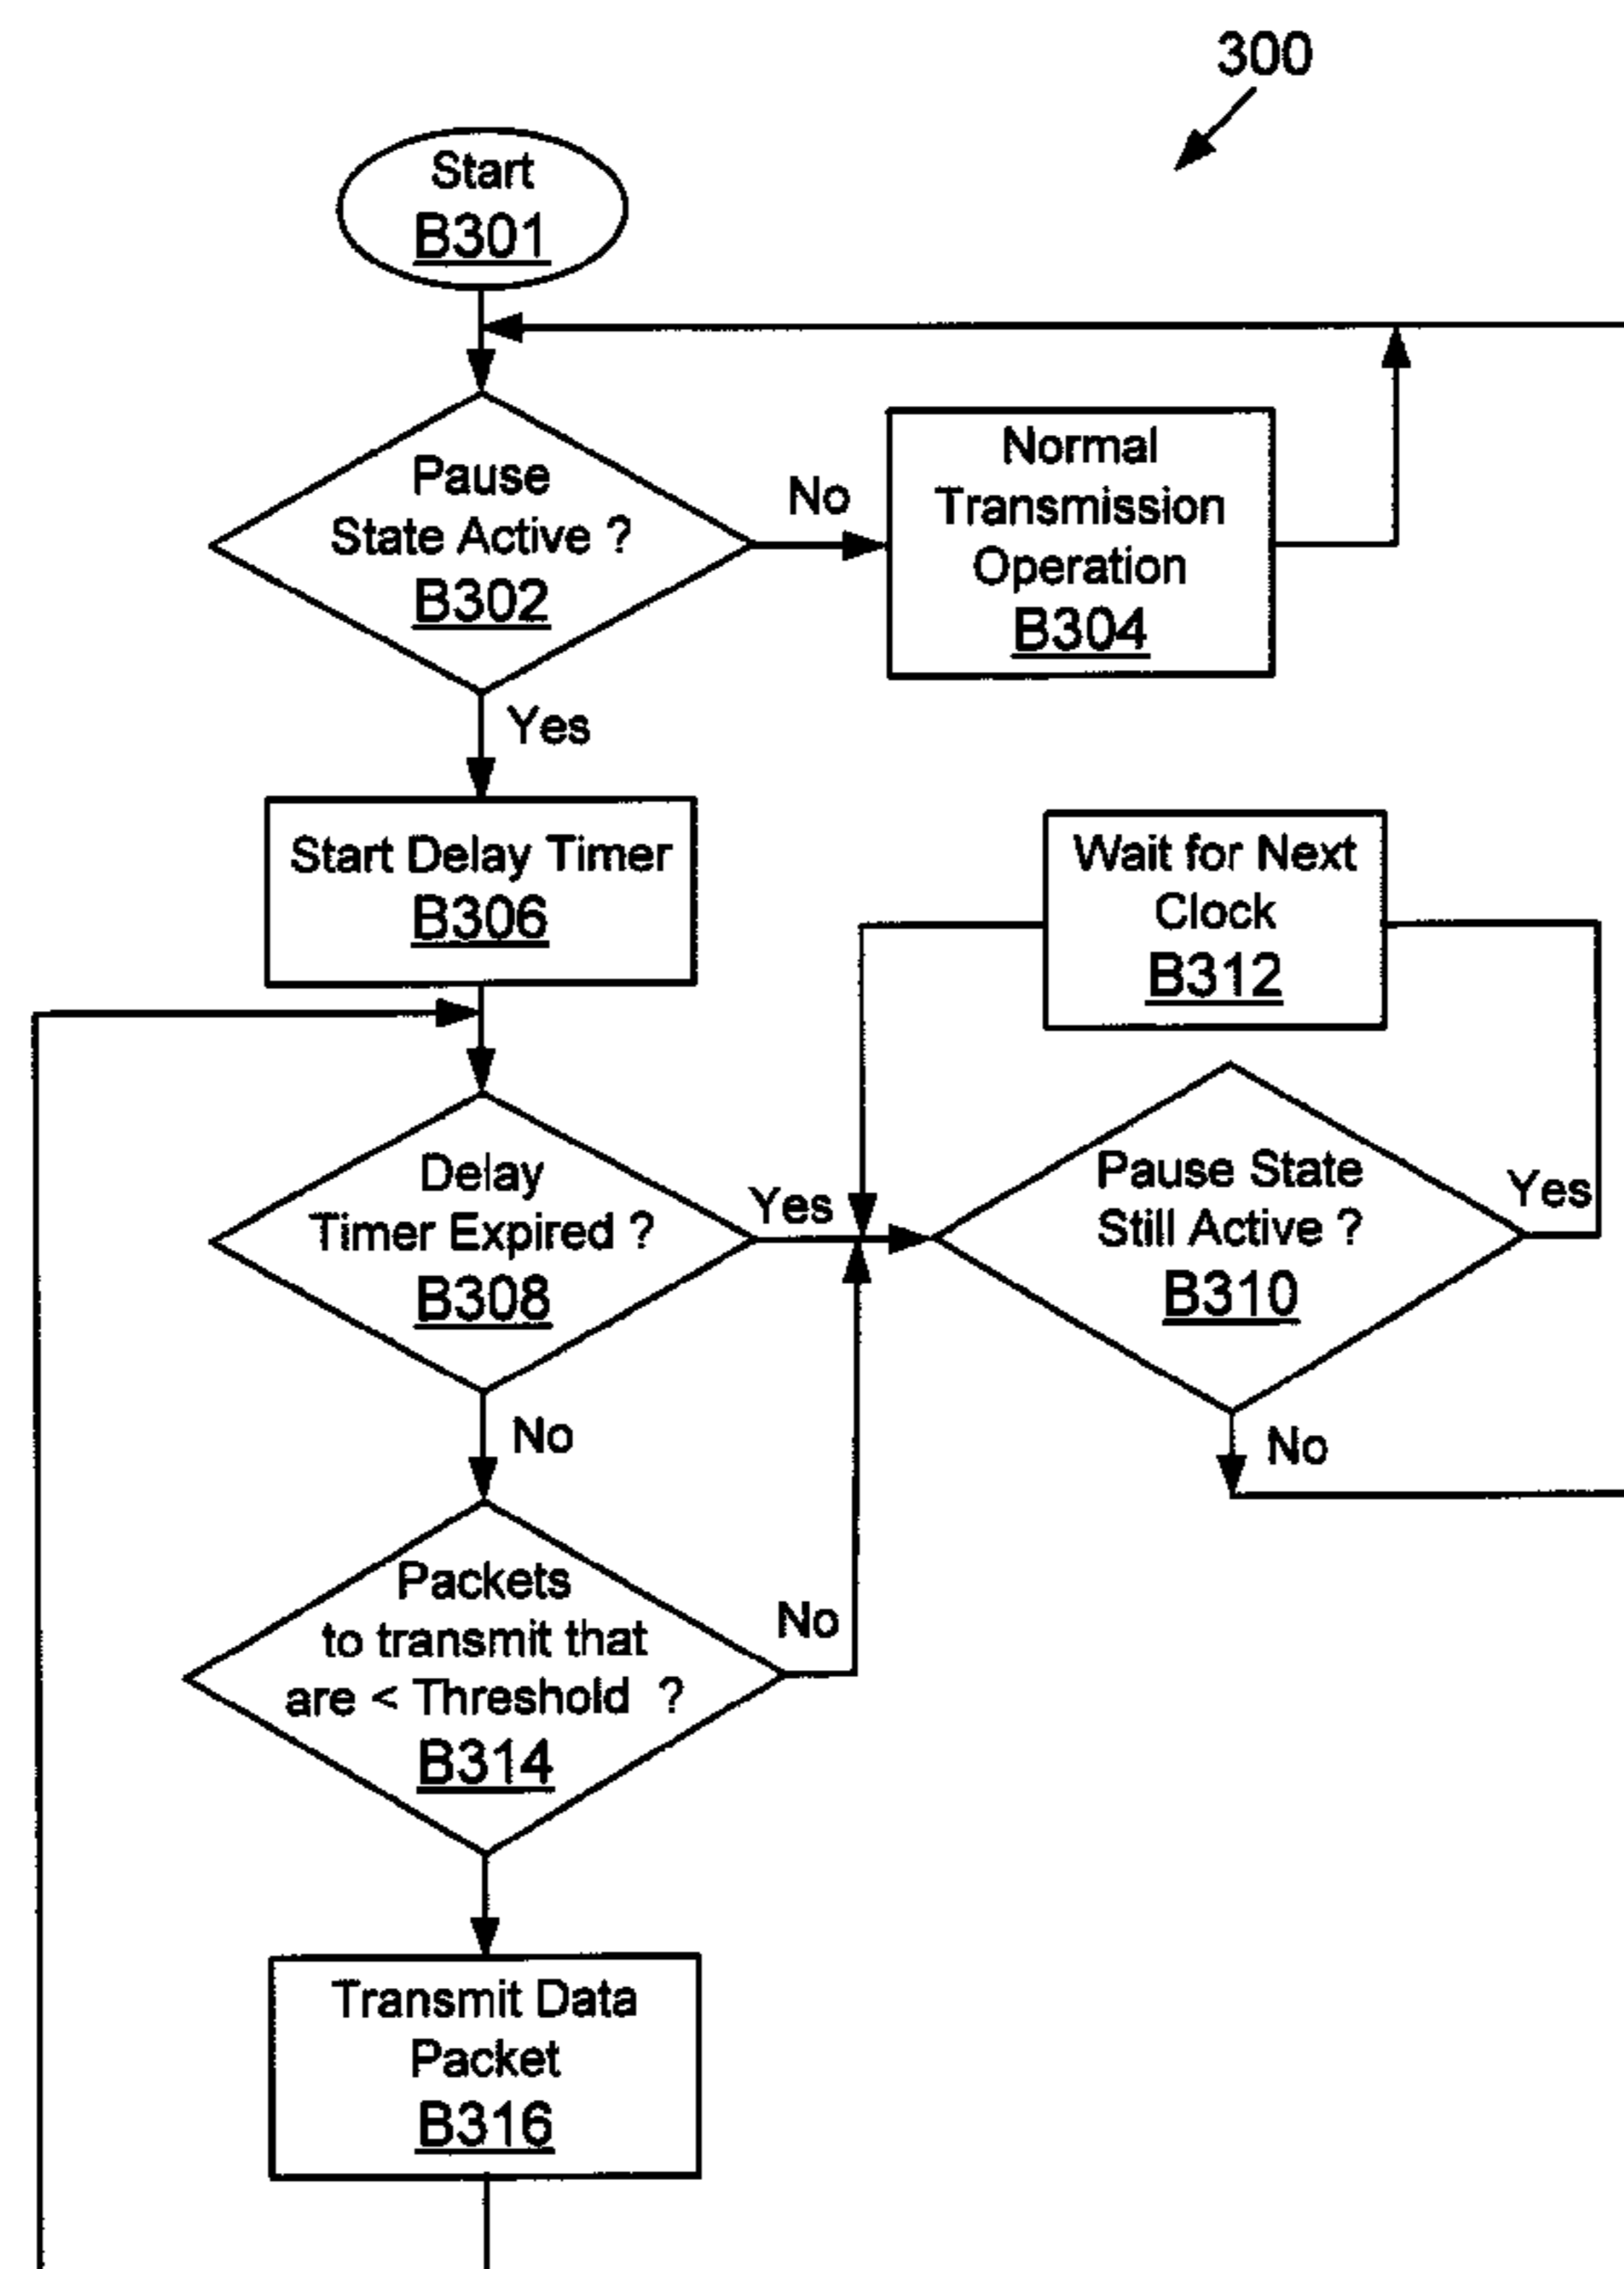 300
Start
B301
Pause
State Active ?
B302
No
Normal
Transmission
Operation
B304
Yes
Start Delay Timer
B306
Wait for Next
Clock
B312
Delay
Timer Expired ?
B308
Yes
Pause State
Still Active ?
B310
Yes
No
No
Packets
to transmit that
are < Threshold ?
B314
No
Transmit Data
Packet
B316